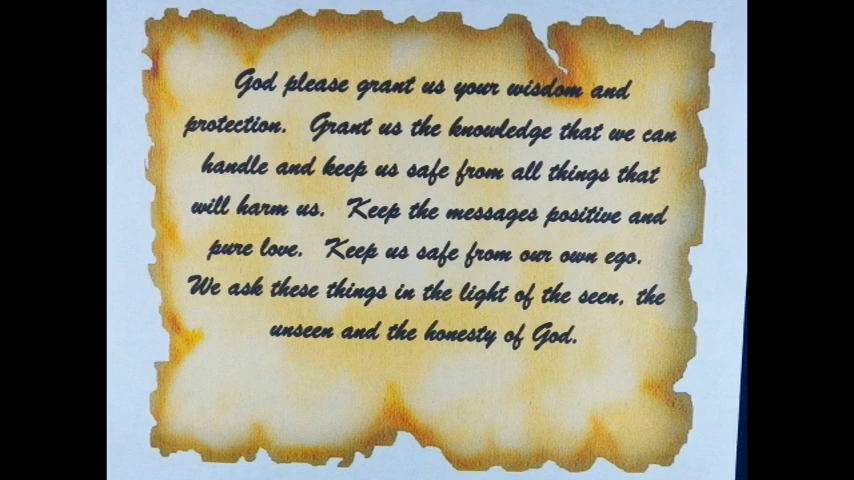 God please grant us your wisdom and
protection. Grant us the knowledge that we can
handle and keep us safe from all things that
will harm us. Keep the messages positive and
pure love. Keep us safe from our own ego.
We ask these things in the light of the seen, the
unseen and the honesty of God.